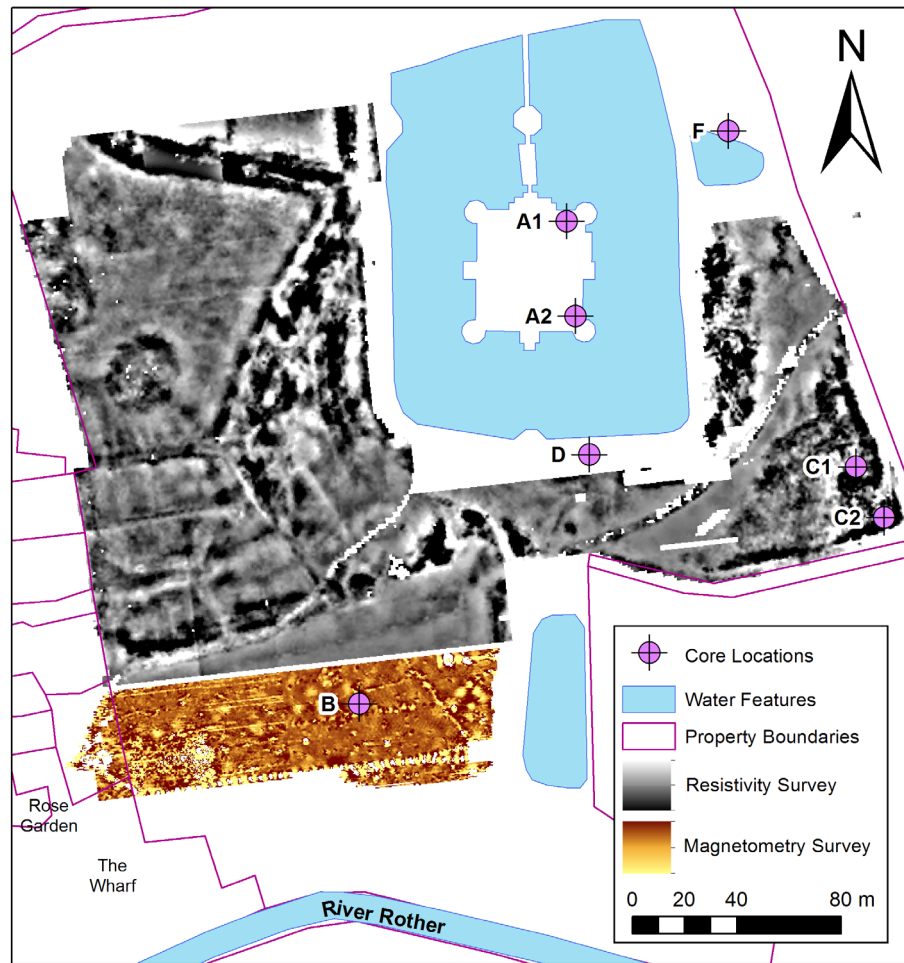 N
F
A1
A2
D
C1
C2
B
Core Locations
Water Features
Property Boundaries
Resistivity Survey
Magnetometry Survey
0 20 40 80 m
Rose
Garden
The
Wharf
River Rother